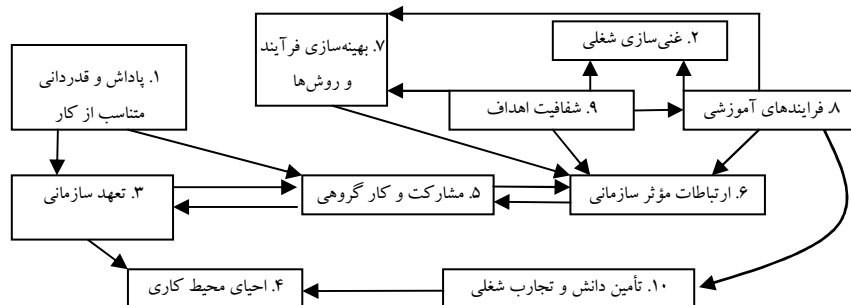 ۱. پاداش و قدردانی
متناسب از کار
۷. بهینه‌سازی فرآیند
و روش‌ها
۲. غنی‌سازی شغلی
۹. شفافیت اهداف
۸. فرایندهای آموزشی
۳. تعهد سازمانی
۵. مشارکت و کار گروهی
۶. ارتباطات مؤثر سازمانی
۴. احیای محیط کاری
۱۰. تأمین دانش و تجارب شغلی